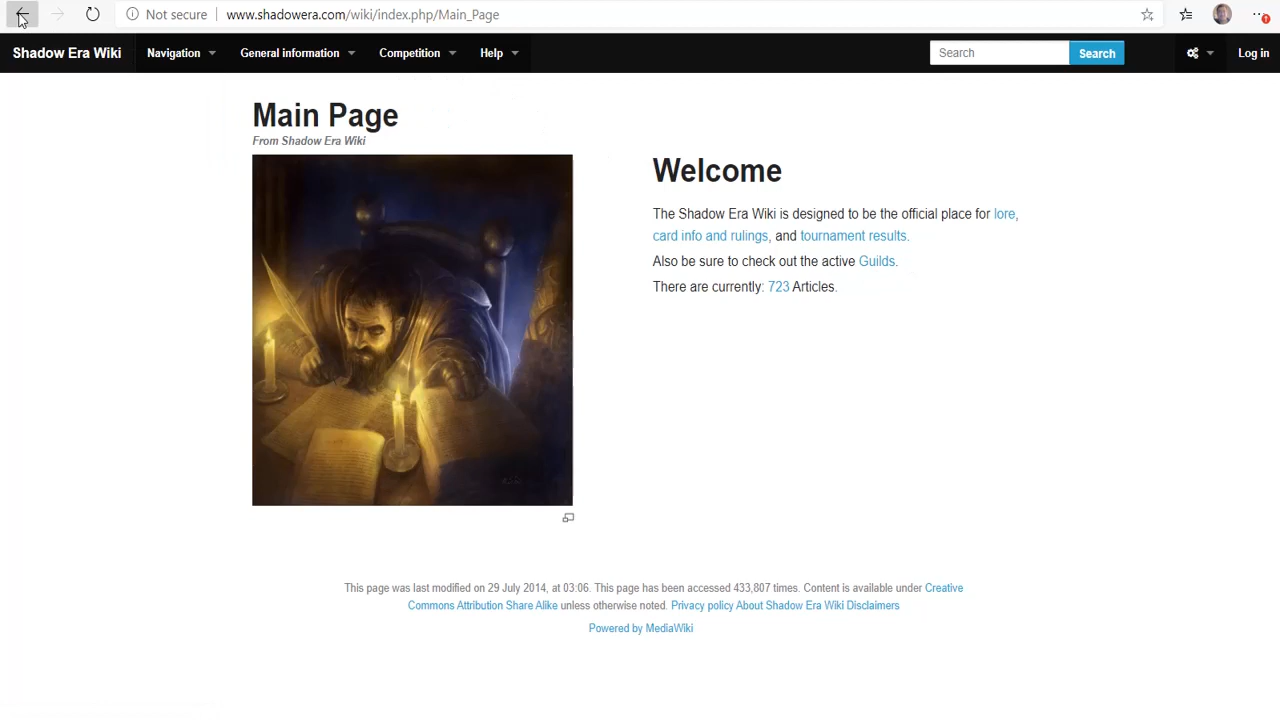 Not secure www.shadowera.com/wiki/index.php/Main_Page
Shadow Era Wiki Navigation General information Competition Help Search Search Log in
Main Page
From Shadow Era Wiki
Welcome
The Shadow Era Wiki is designed to be the official place for lore,
card info and rulings, and tournament results.
Also be sure to check out the active Guilds.
There are currently: 723 Articles.
This page was last modified on 29 July 2014, at 03:06. This page has been accessed 433,807 times. Content is available under Creative
Commons Attribution Share Alike unless otherwise noted. Privacy policy About Shadow Era Wiki Disclaimers
Powered by MediaWiki